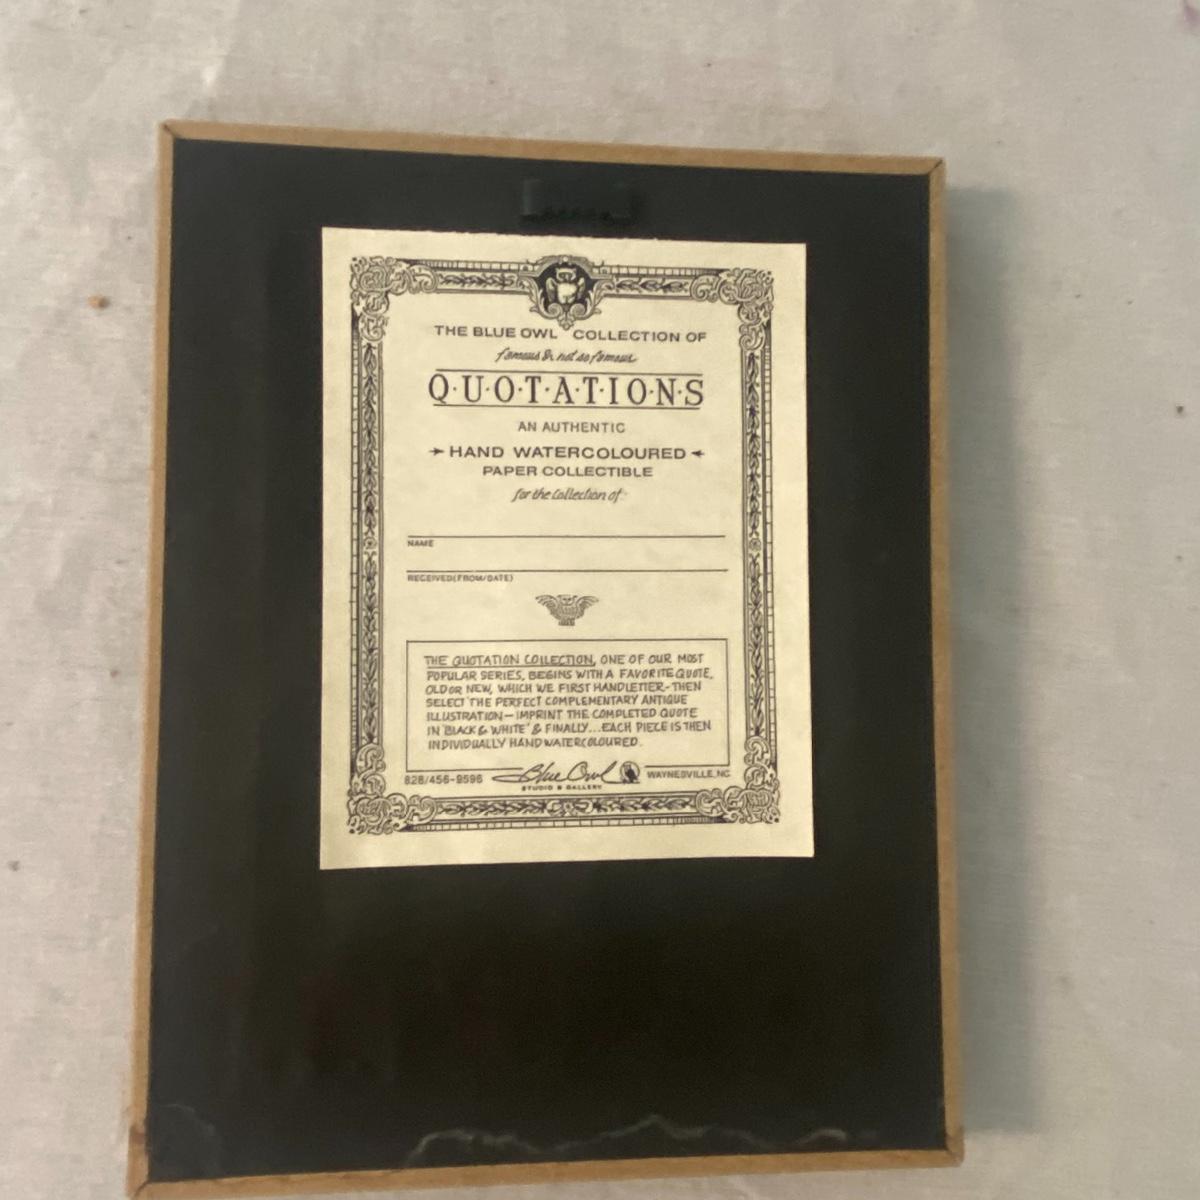 THE BLUE OWL COLLECTION OF
famous & not so famous
Q·U·O·T·A·T·I·O·N·S
AN AUTHENTIC
HAND WATERCOLOURED
PAPER COLLECTIBLE
for the Collection of:
NAME
RECEIVED (FROM/DATE)
THE QUOTATION COLLECTION, ONE OF OUR MOST
POPULAR SERIES, BEGINS WITH A FAVORITE QUOTE,
OLD OR NEW, WHICH WE FIRST HANDLETTER-THEN
SELECT THE PERFECT COMPLEMENTARY ANTIQUE
ILLUSTRATION—IMPRINT THE COMPLETED QUOTE
IN 'BLACK & WHITE' & FINALLY...EACH PIECE IS THEN
INDIVIDUALLY HANDWATERCOLOURED.
828/456-9596 Blue Owl WAYNESVILLE, NC
STUDIO & GALLERY